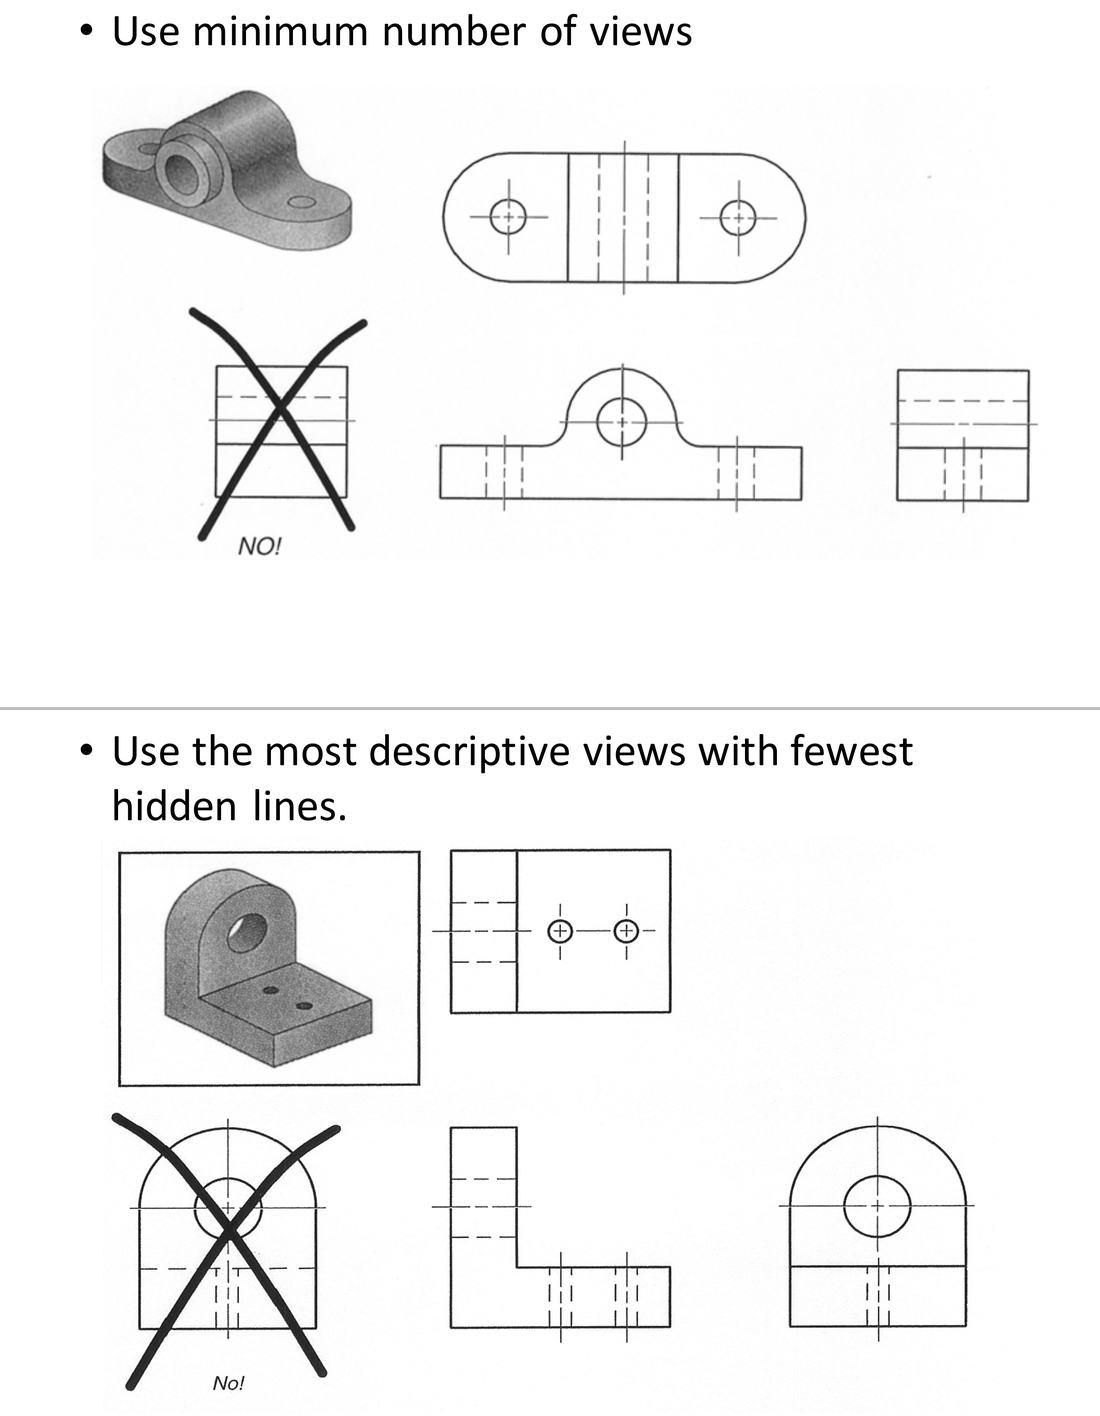 • Use minimum number of views
NO!
• Use the most descriptive views with fewest
hidden lines.
No!